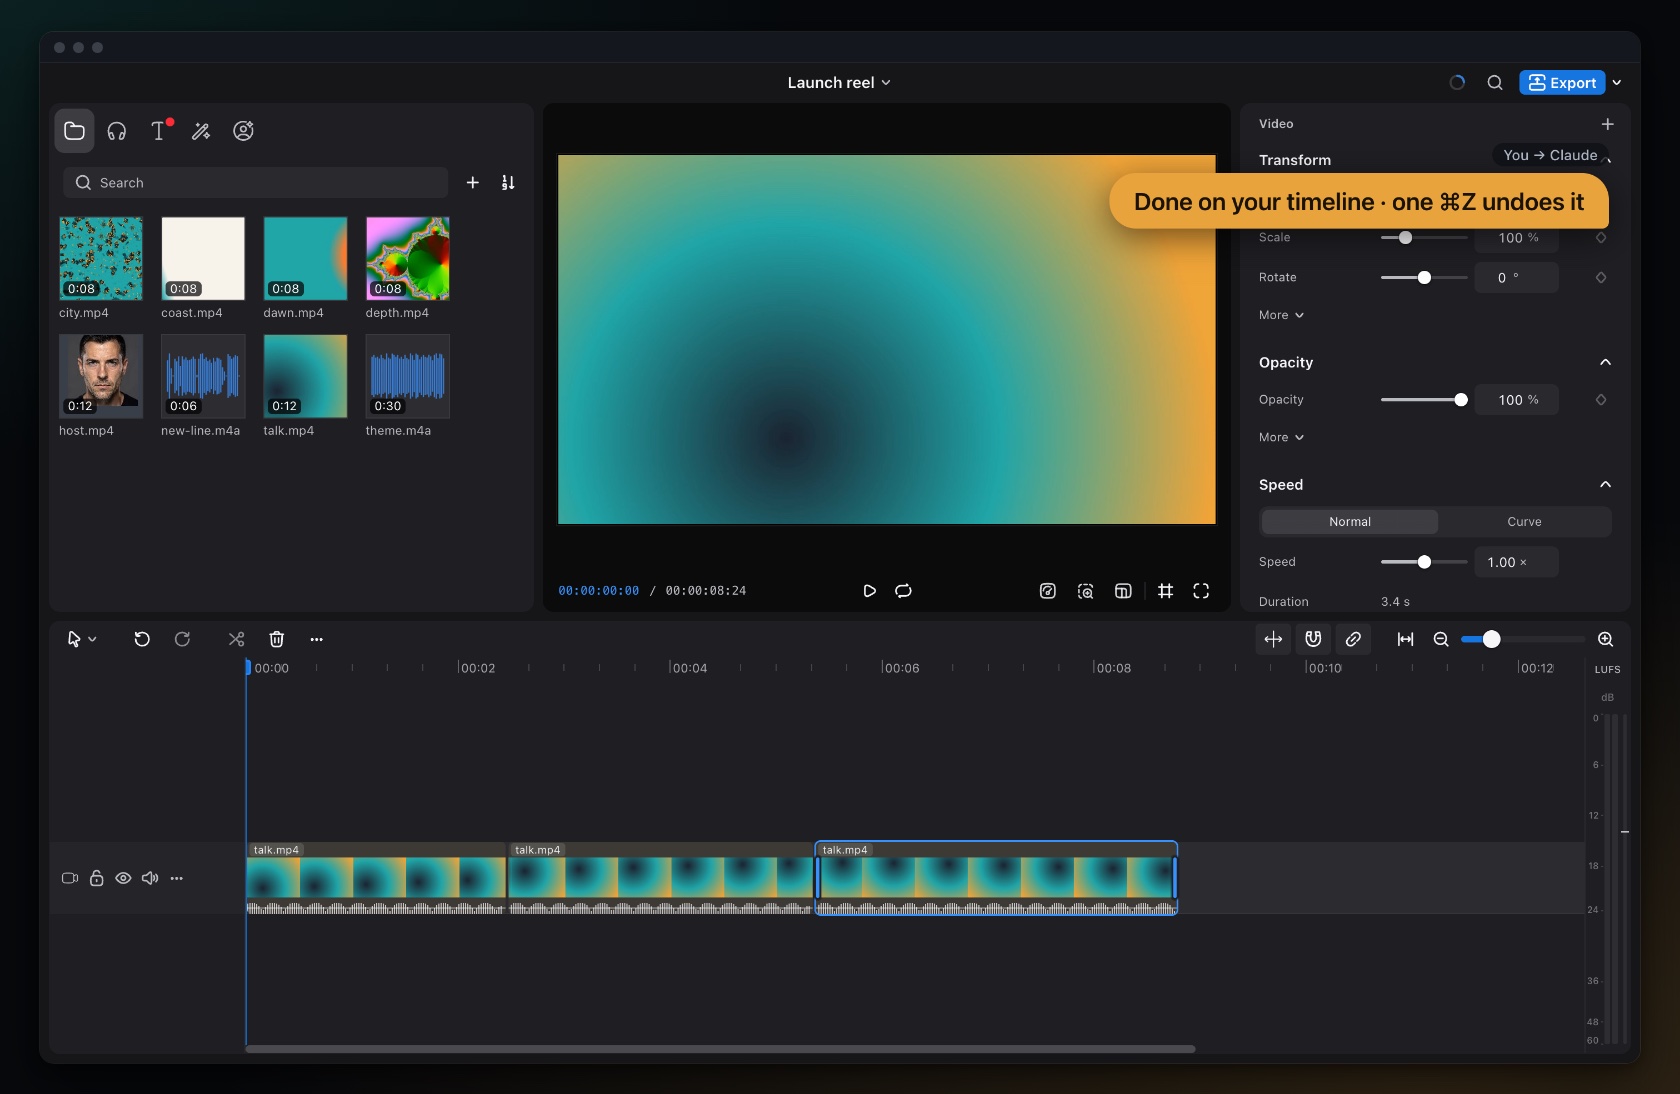 Launch reel
Export
Search
0:08
0:08
0:08
0:08
city.mp4
coast.mp4
dawn.mp4
depth.mp4
0:12
0:06
0:12
0:30
host.mp4
new-line.m4a
talk.mp4
theme.m4a
00:00:00:00 / 00:00:08:24
Video
Transform
You → Claude
Done on your timeline · one ⌘Z undoes it
Scale
100 %
Rotate
0 °
More
Opacity
Opacity
100 %
More
Speed
Normal
Curve
Speed
1.00 ×
Duration
3.4 s
00:00
00:02
00:04
00:06
00:08
00:10
00:12
LUFS
dB
0
6
12
18
24
36
48
60
talk.mp4
talk.mp4
talk.mp4